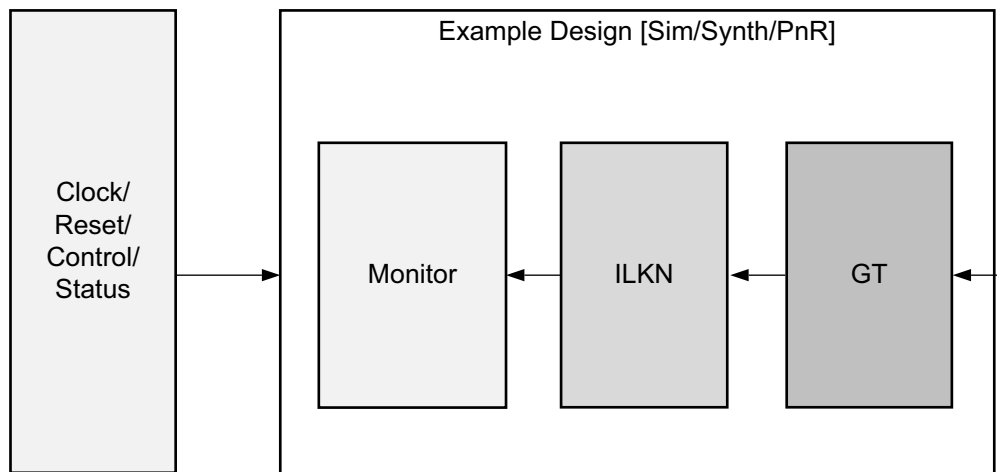 Example Design [Sim/Synth/PnR]
Clock/
Reset/
Control/
Status
Monitor
ILKN
GT